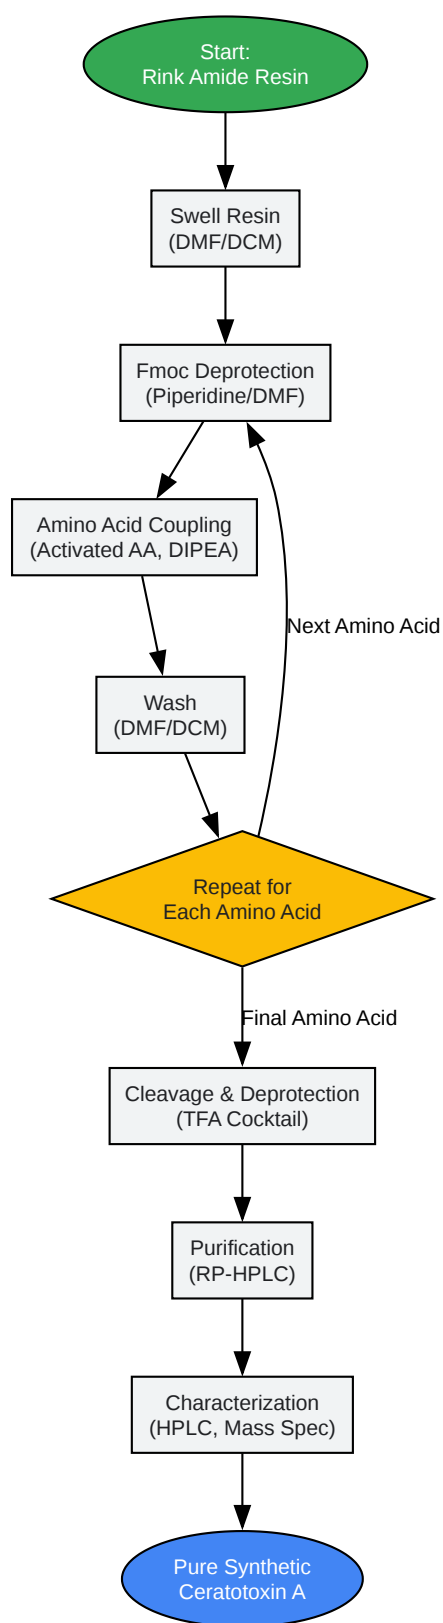 Start:
Rink Amide Resin
Swell Resin
(DMF/DCM)
Fmoc Deprotection
(Piperidine/DMF)
Amino Acid Coupling
(Activated AA, DIPEA)
Next Amino Acid
Wash
(DMF/DCM)
Repeat for
Each Amino Acid
Final Amino Acid
Cleavage & Deprotection
(TFA Cocktail)
Purification
(RP-HPLC)
Characterization
(HPLC, Mass Spec)
Pure Synthetic
Ceratotoxin A